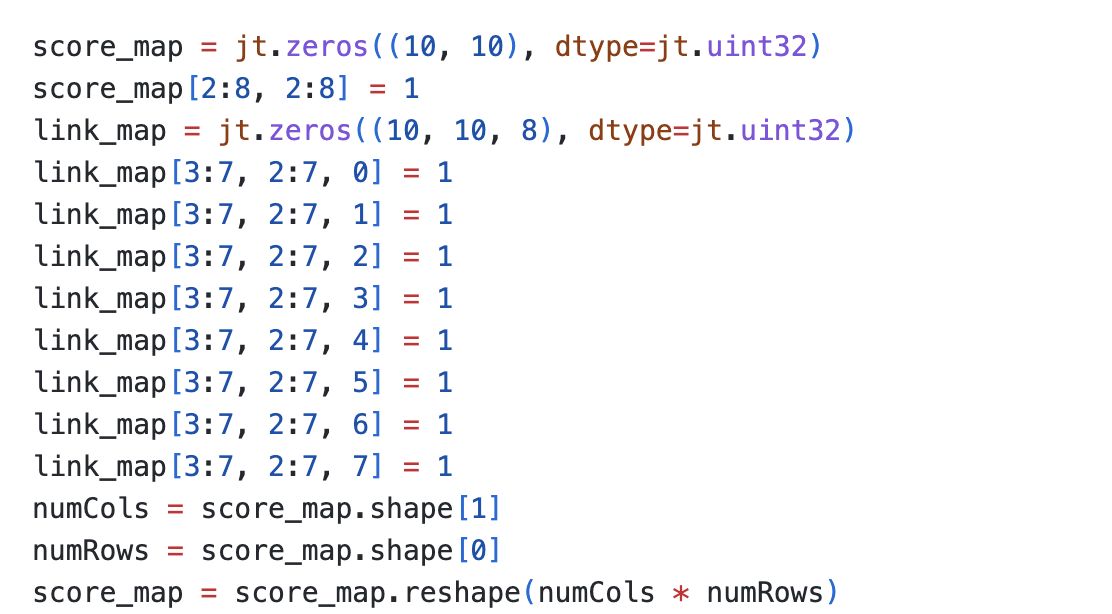 score_map = jt.zeros((10, 10), dtype=jt.uint32)
score_map[2:8, 2:8] = 1
link_map = jt.zeros((10, 10, 8), dtype=jt.uint32)
link_map[3:7, 2:7, 0] = 1
link_map[3:7, 2:7, 1] = 1
link_map[3:7, 2:7, 2] = 1
link_map[3:7, 2:7, 3] = 1
link_map[3:7, 2:7, 4] = 1
link_map[3:7, 2:7, 5] = 1
link_map[3:7, 2:7, 6] = 1
link_map[3:7, 2:7, 7] = 1
numCols = score_map.shape[1]
numRows = score_map.shape[0]
score_map = score_map.reshape(numCols * numRows)